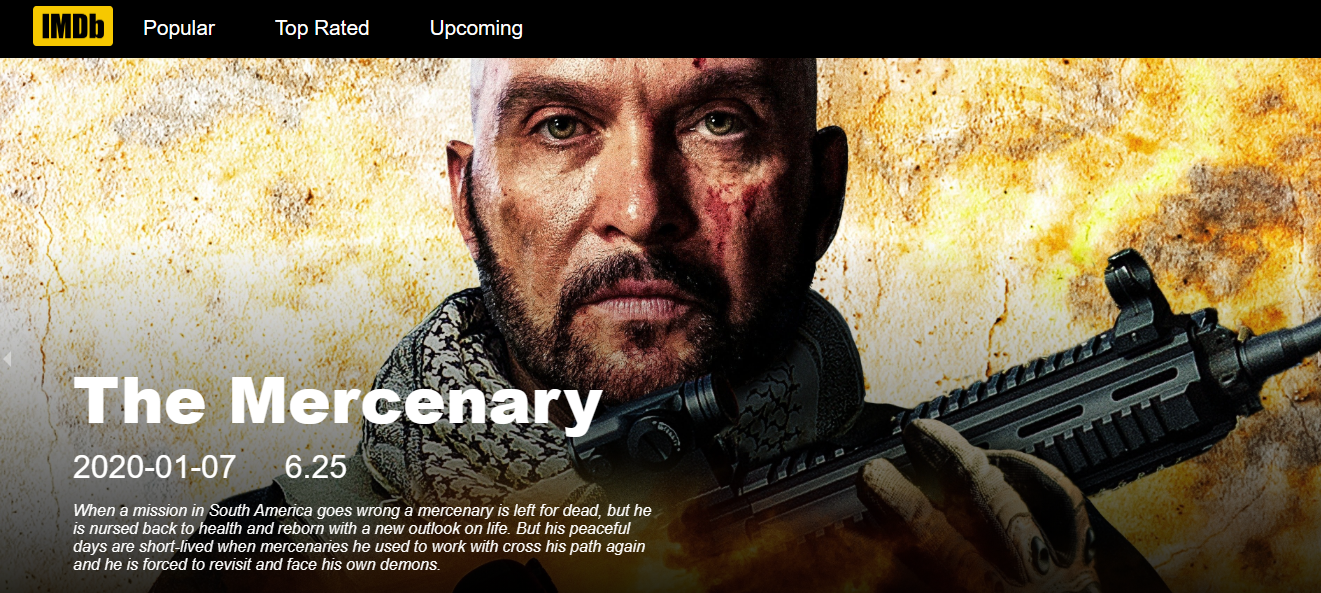 IMDb Popular Top Rated Upcoming
The Mercenary
2020-01-07 6.25
When a mission in South America goes wrong a mercenary is left for dead, but he
is nursed back to health and reborn with a new outlook on life. But his peaceful
days are short-lived when mercenaries he used to work with cross his path again
and he is forced to revisit and face his own demons.